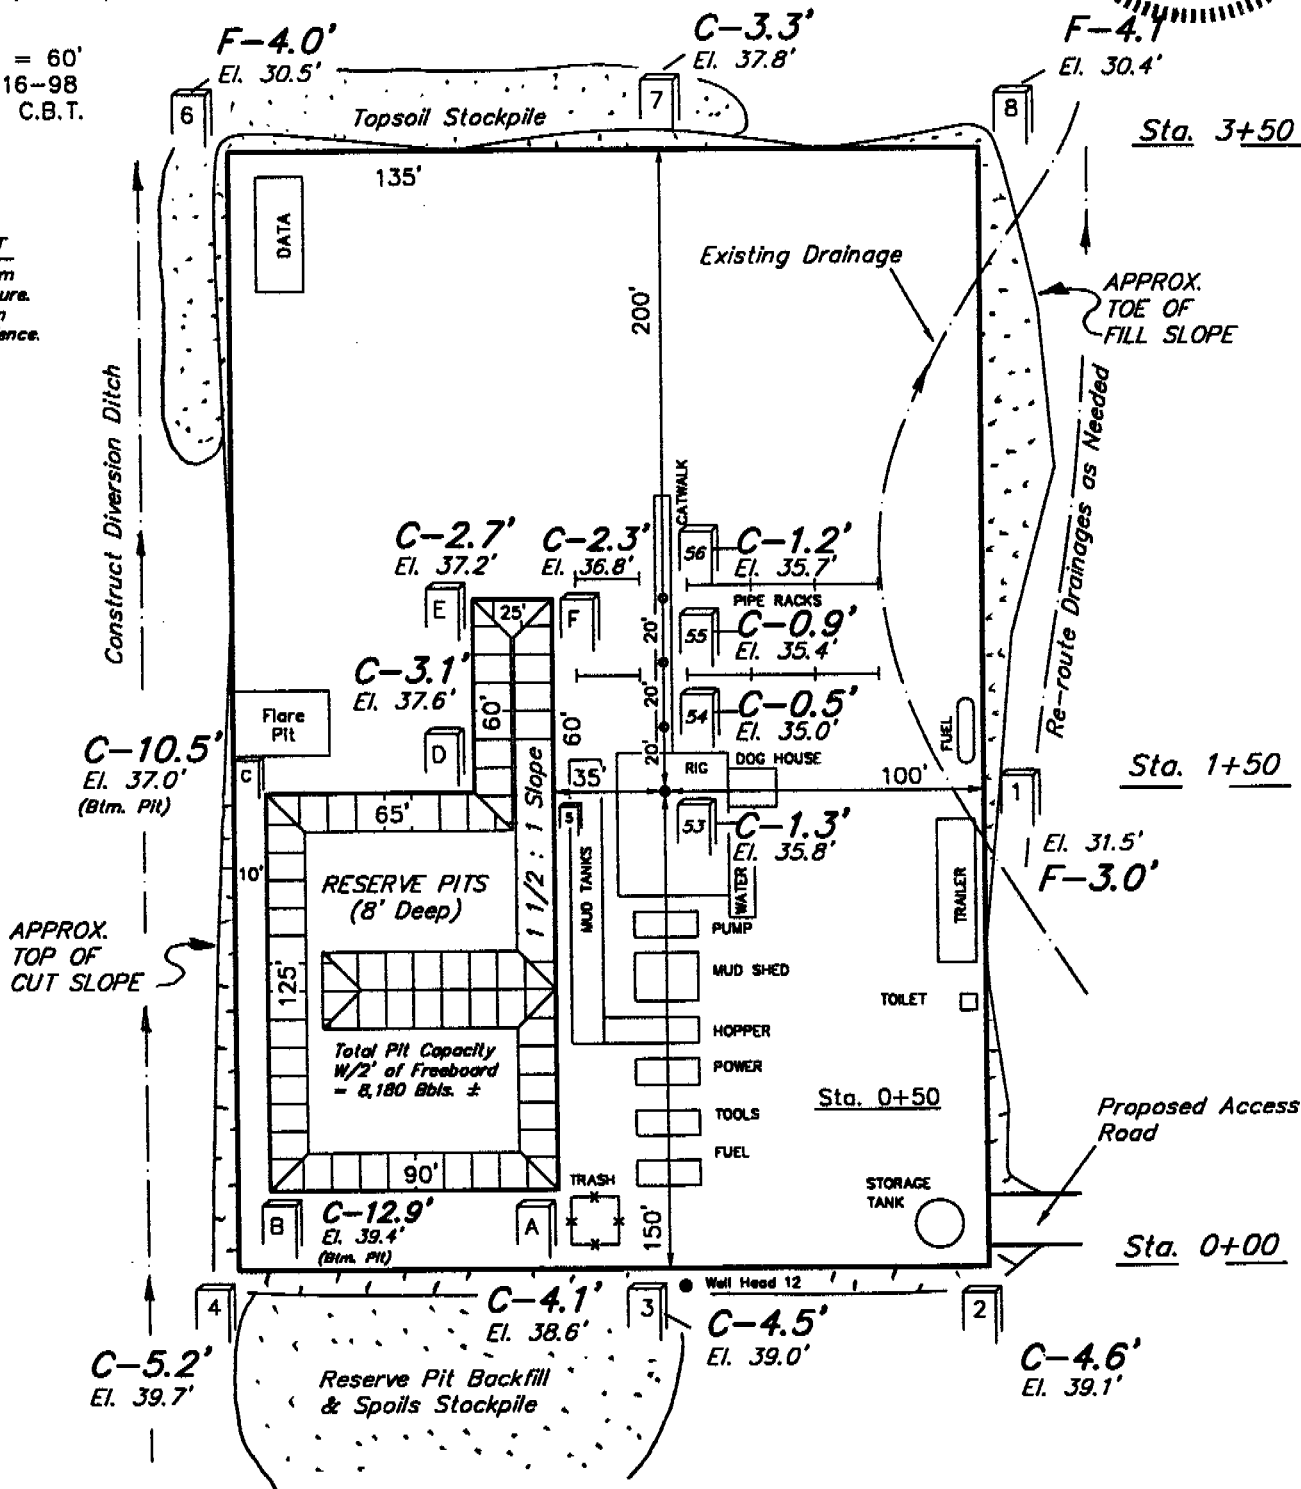 = 60'
16-98
C.B.T.
F-4.0'
El. 30.5'
C-3.3'
El. 37.8'
F-4.1'
El. 30.4'
6
7
8
Topsoil Stockpile
Sta. 3+50
135'
DATA
200'
Existing Drainage
APPROX.
TOE OF
FILL SLOPE
Construct Diversion Ditch
Re-route Drainages as Needed
CATWALK
C-2.7'
El. 37.2'
C-2.3'
El. 36.8'
56
C-1.2'
El. 35.7'
PIPE RACKS
E
25'
F
20'
55
C-0.9'
El. 35.4'
C-3.1'
El. 37.6'
60'
60'
20'
54
C-0.5'
El. 35.0'
Flare
Pit
D
FUEL
C-10.5'
El. 37.0'
(Btm. Pit)
C
20'
RIG
DOG HOUSE
35'
100'
Sta. 1+50
1
65'
1 1/2 : 1 Slope
5
53
C-1.3'
El. 35.8'
El. 31.5'
F-3.0'
10'
RESERVE PITS
(8' Deep)
MUD TANKS
WATER
TRAILER
PUMP
APPROX.
TOP OF
CUT SLOPE
125'
MUD SHED
TOILET
HOPPER
Total Pit Capacity
W/2' of Freeboard
= 8,180 Bbls. ±
POWER
Sta. 0+50
TOOLS
Proposed Access
Road
FUEL
90'
TRASH
STORAGE
TANK
B
C-12.9'
El. 39.4'
(Btm. Pit)
A
150'
Sta. 0+00
Well Head 12
4
C-4.1'
El. 38.6'
3
C-4.5'
El. 39.0'
2
C-5.2'
El. 39.7'
C-4.6'
El. 39.1'
Reserve Pit Backfill
& Spoils Stockpile